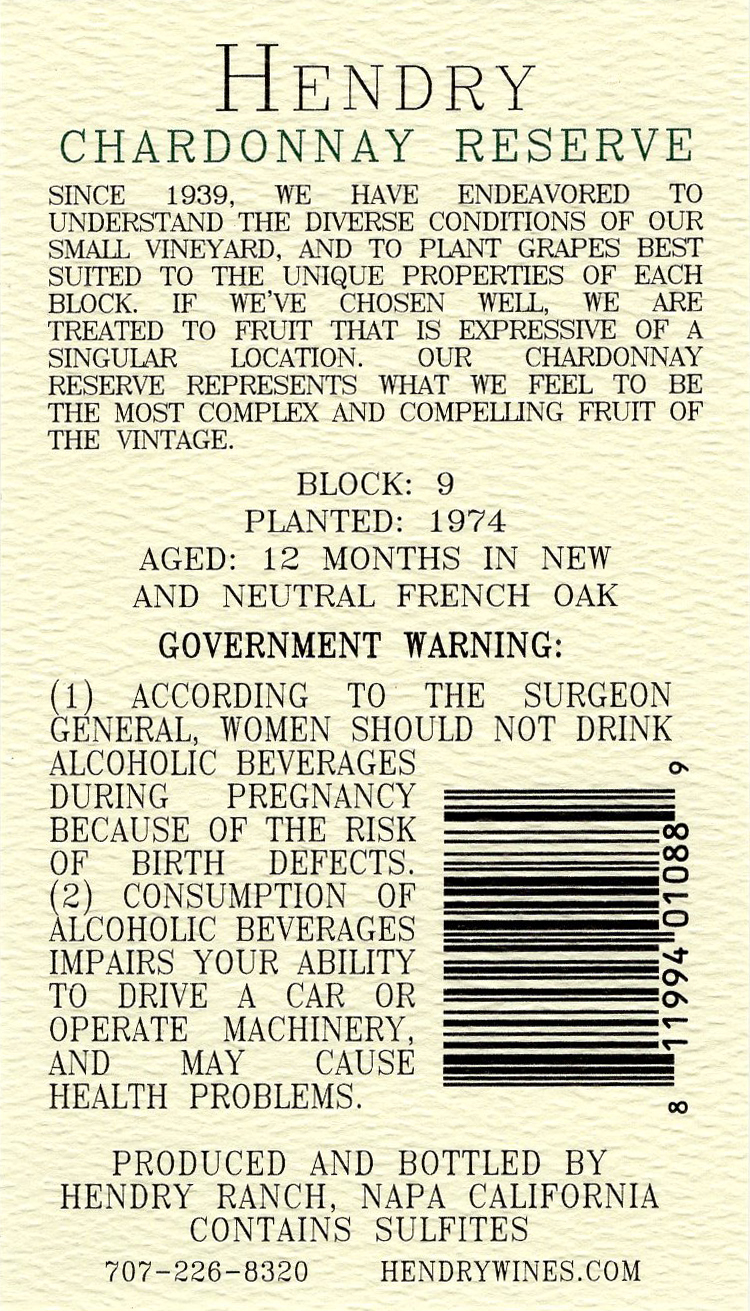 HENDRY
CHARDONNAY RESERVE
SINCE 1939, WE HAVE ENDEAVORED TO
UNDERSTAND THE DIVERSE CONDITIONS OF OUR
SMALL VINEYARD, AND TO PLANT GRAPES BEST
SUITED TO THE UNIQUE PROPERTIES OF EACH
BLOCK. IF WE'VE CHOSEN WELL, WE ARE
TREATED TO FRUIT THAT IS EXPRESSIVE OF A
SINGULAR LOCATION. OUR CHARDONNAY
RESERVE REPRESENTS WHAT WE FEEL TO BE
THE MOST COMPLEX AND COMPELLING FRUIT OF
THE VINTAGE.
BLOCK: 9
PLANTED: 1974
AGED: 12 MONTHS IN NEW
AND NEUTRAL FRENCH OAK
GOVERNMENT WARNING:
(1) ACCORDING TO THE SURGEON
GENERAL, WOMEN SHOULD NOT DRINK
ALCOHOLIC BEVERAGES
DURING PREGNANCY
BECAUSE OF THE RISK
OF BIRTH DEFECTS.
(2) CONSUMPTION OF
ALCOHOLIC BEVERAGES
IMPAIRS YOUR ABILITY
TO DRIVE A CAR OR
OPERATE MACHINERY,
AND MAY CAUSE
HEALTH PROBLEMS.
8 11994 01088 9
PRODUCED AND BOTTLED BY
HENDRY RANCH, NAPA CALIFORNIA
CONTAINS SULFITES
707-226-8320 HENDRYWINES.COM